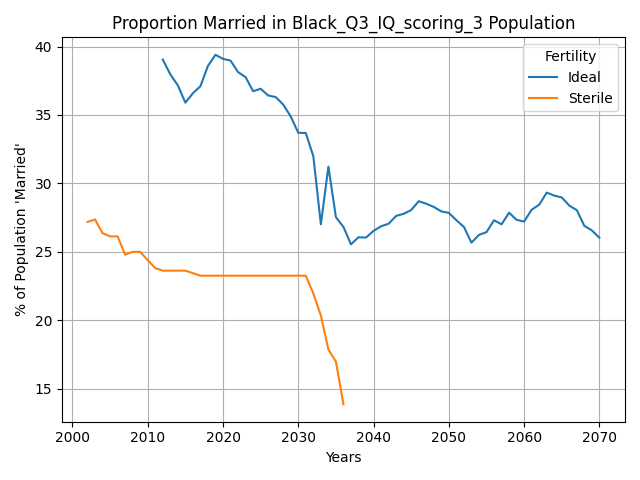 Proportion Married in Black_Q3_IQ_scoring_3 Population
Fertility
Ideal
Sterile
% of Population 'Married'
40
35
30
25
20
15
2000 2010 2020 2030 2040 2050 2060 2070
Years